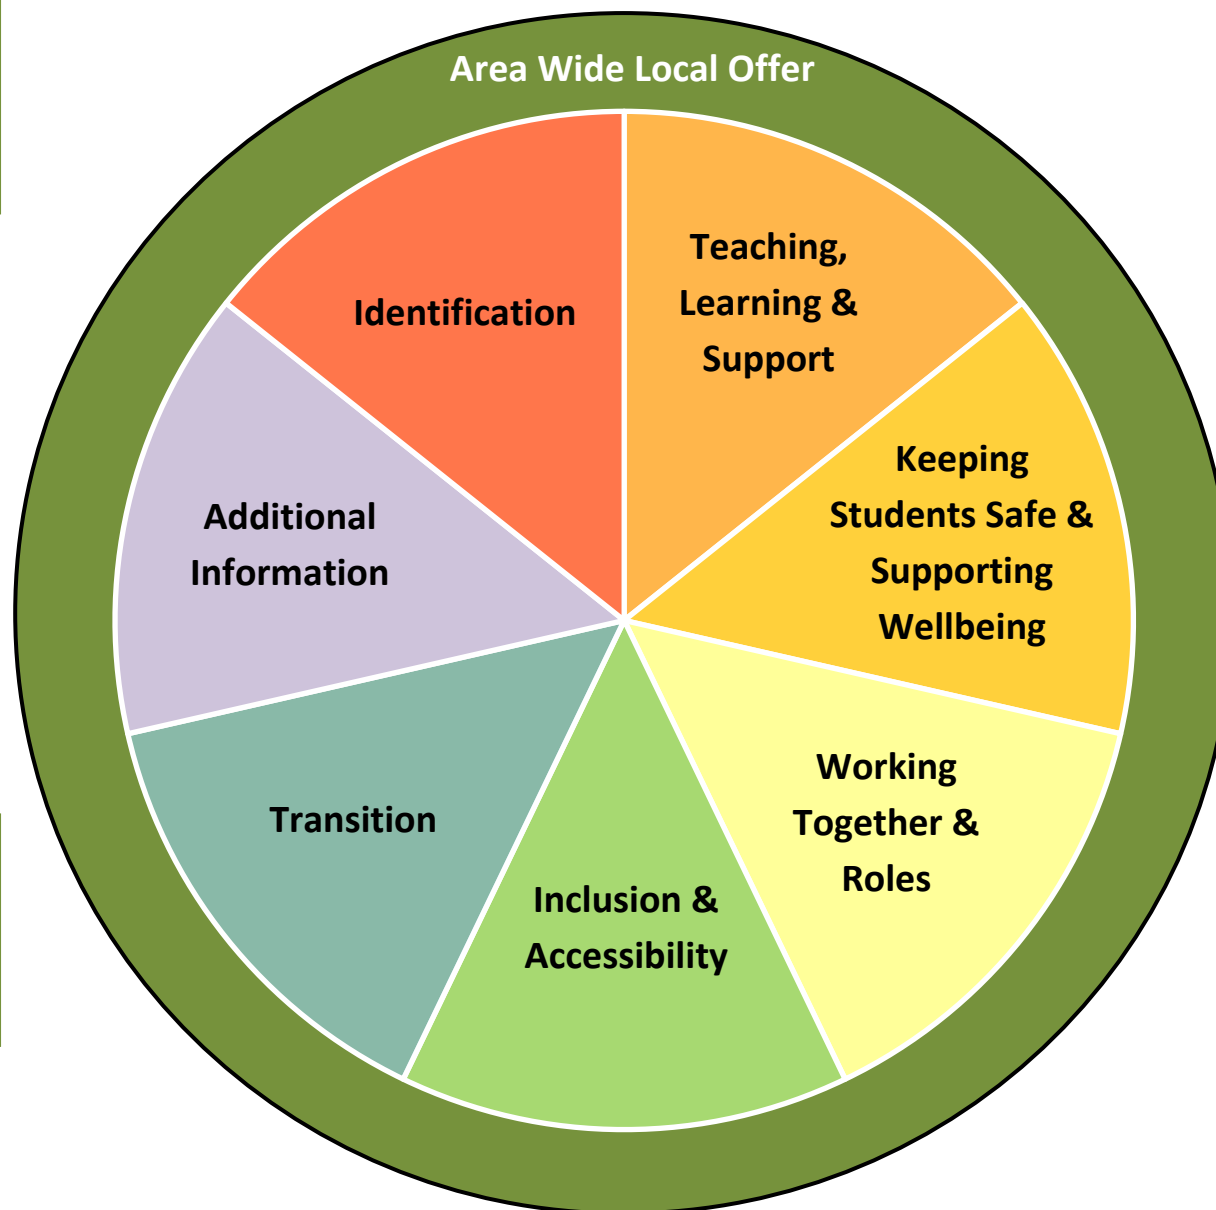 Area Wide Local Offer
Identification
Teaching,
Learning &
Support
Keeping
Students Safe &
Supporting
Wellbeing
Working
Together &
Roles
Inclusion &
Accessibility
Transition
Additional
Information